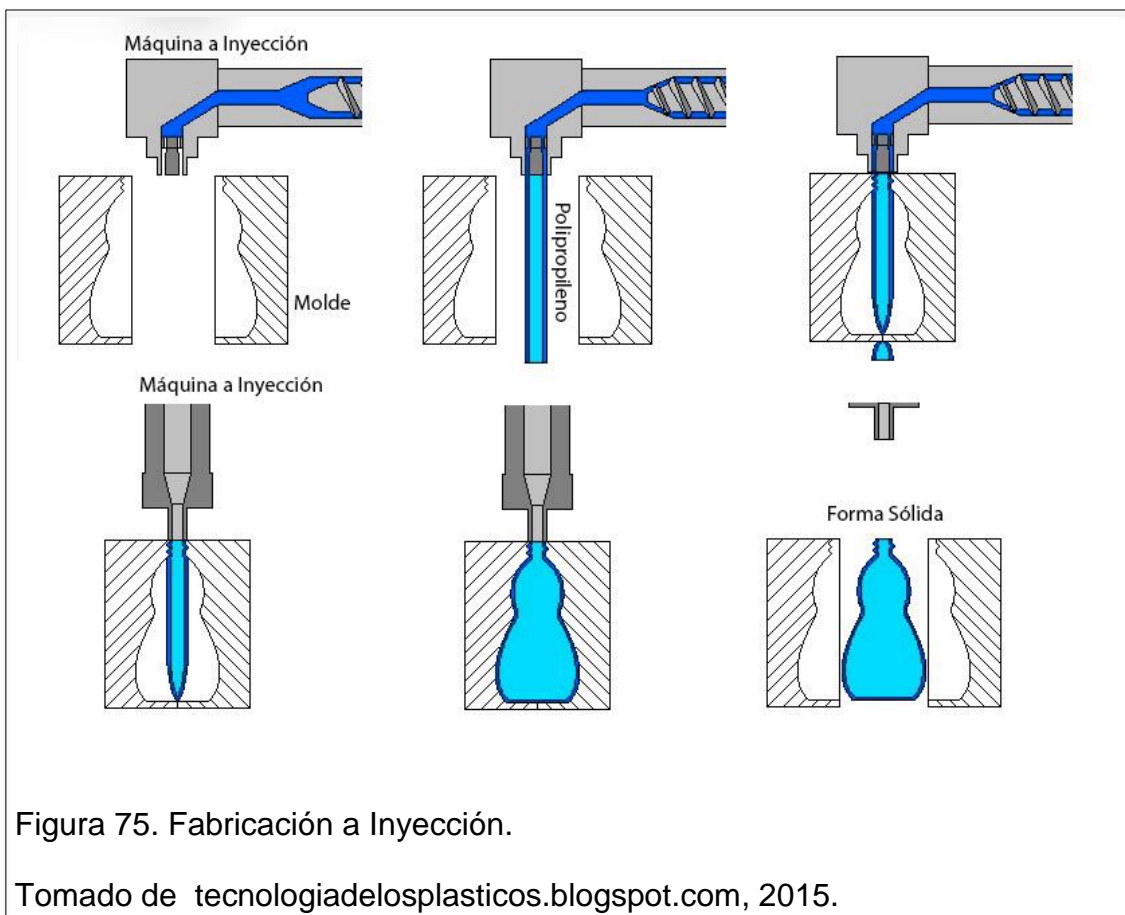 Máquina a Inyección
Polipropileno
Molde
Máquina a Inyección
Forma Sólida
Figura 75. Fabricación a Inyección.
Tomado de tecnologiadelosplasticos.blogspot.com, 2015.